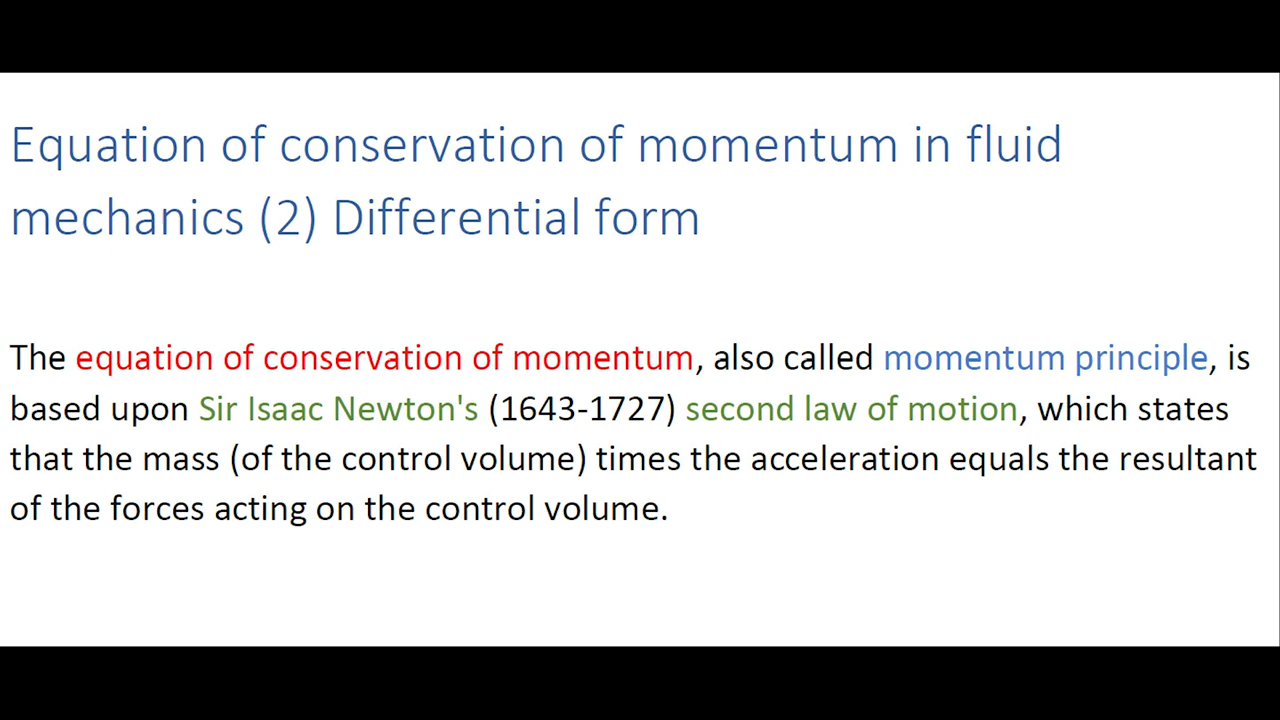 Equation of conservation of momentum in fluid
mechanics (2) Differential form
The equation of conservation of momentum, also called momentum principle, is
based upon Sir Isaac Newton's (1643-1727) second law of motion, which states
that the mass (of the control volume) times the acceleration equals the resultant
of the forces acting on the control volume.